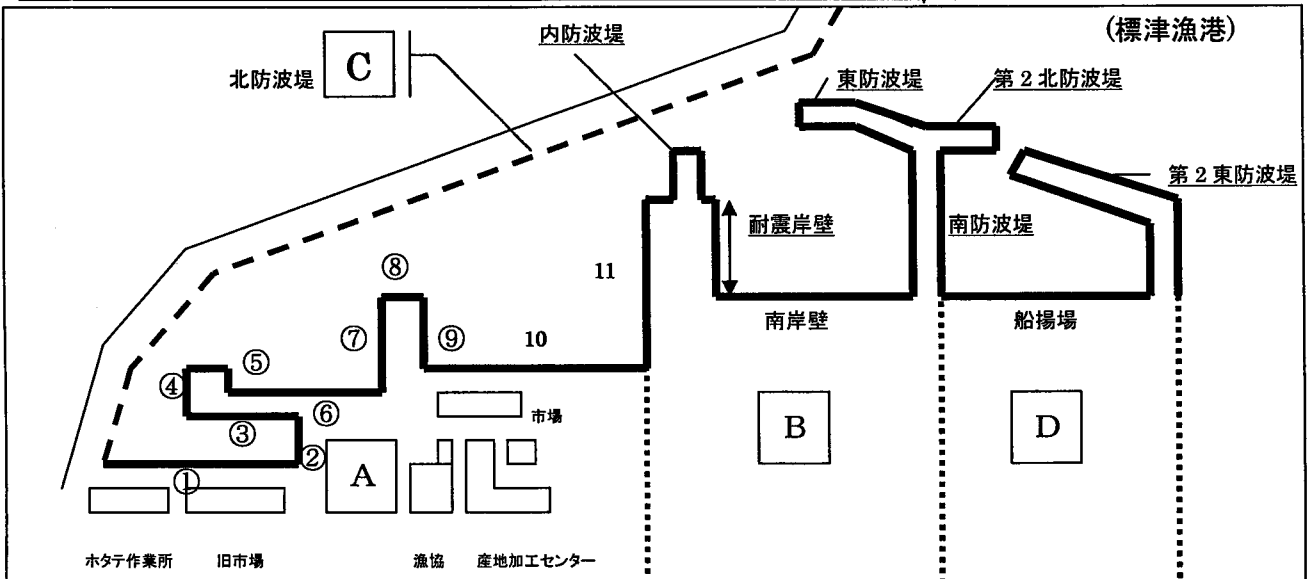 (標津漁港)
内防波堤
北防波堤
C
東防波堤
第2北防波堤
第2東防波堤
耐震岸壁
南防波堤
⑧
11
⑦
⑨
10
南岸壁
船揚場
⑤
④
⑥
市場
③
②
①
A
B
D
ホタテ作業所
旧市場
漁協
産地加工センター